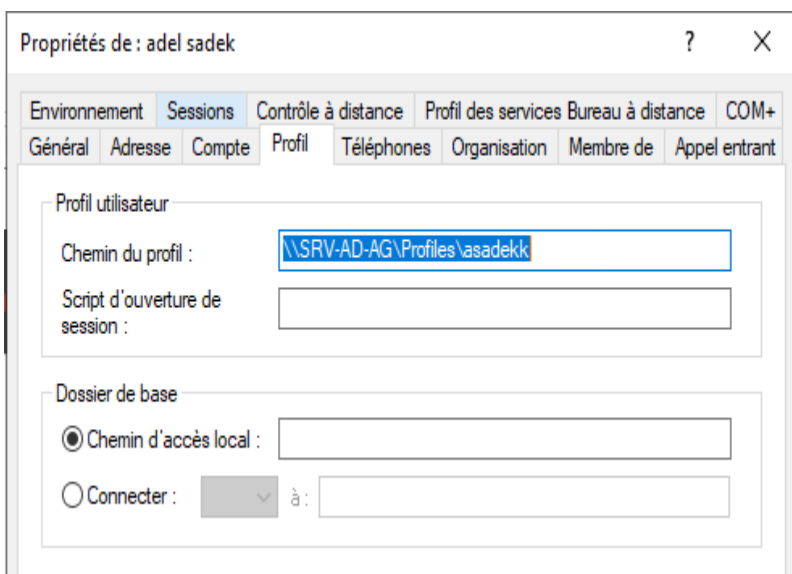 Propriétés de : adel sadek ? X
Environnement Sessions Contrôle à distance Profil des services Bureau à distance COM+
Général Adresse Compte Profil Téléphones Organisation Membre de Appel entrant
Profil utilisateur
Chemin du profil : \\SRV-AD-AG\Profiles\asadekk
Script d'ouverture de
session :
Dossier de base
Chemin d'accès local :
Connecter : à :